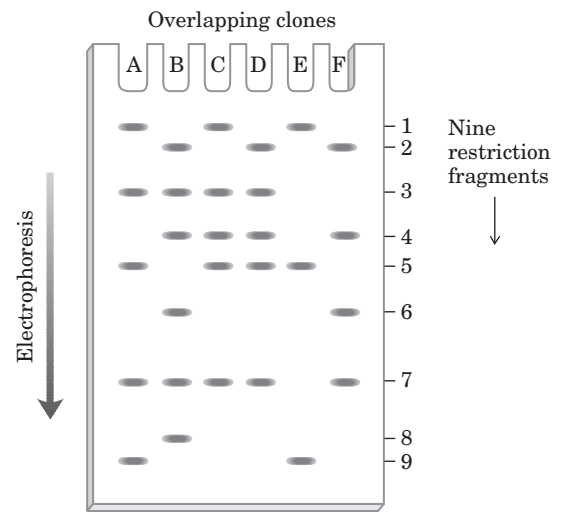 Overlapping clones
A B C D E F
1
2
3
4
5
6
7
8
9
Nine
restriction
fragments
Electrophoresis